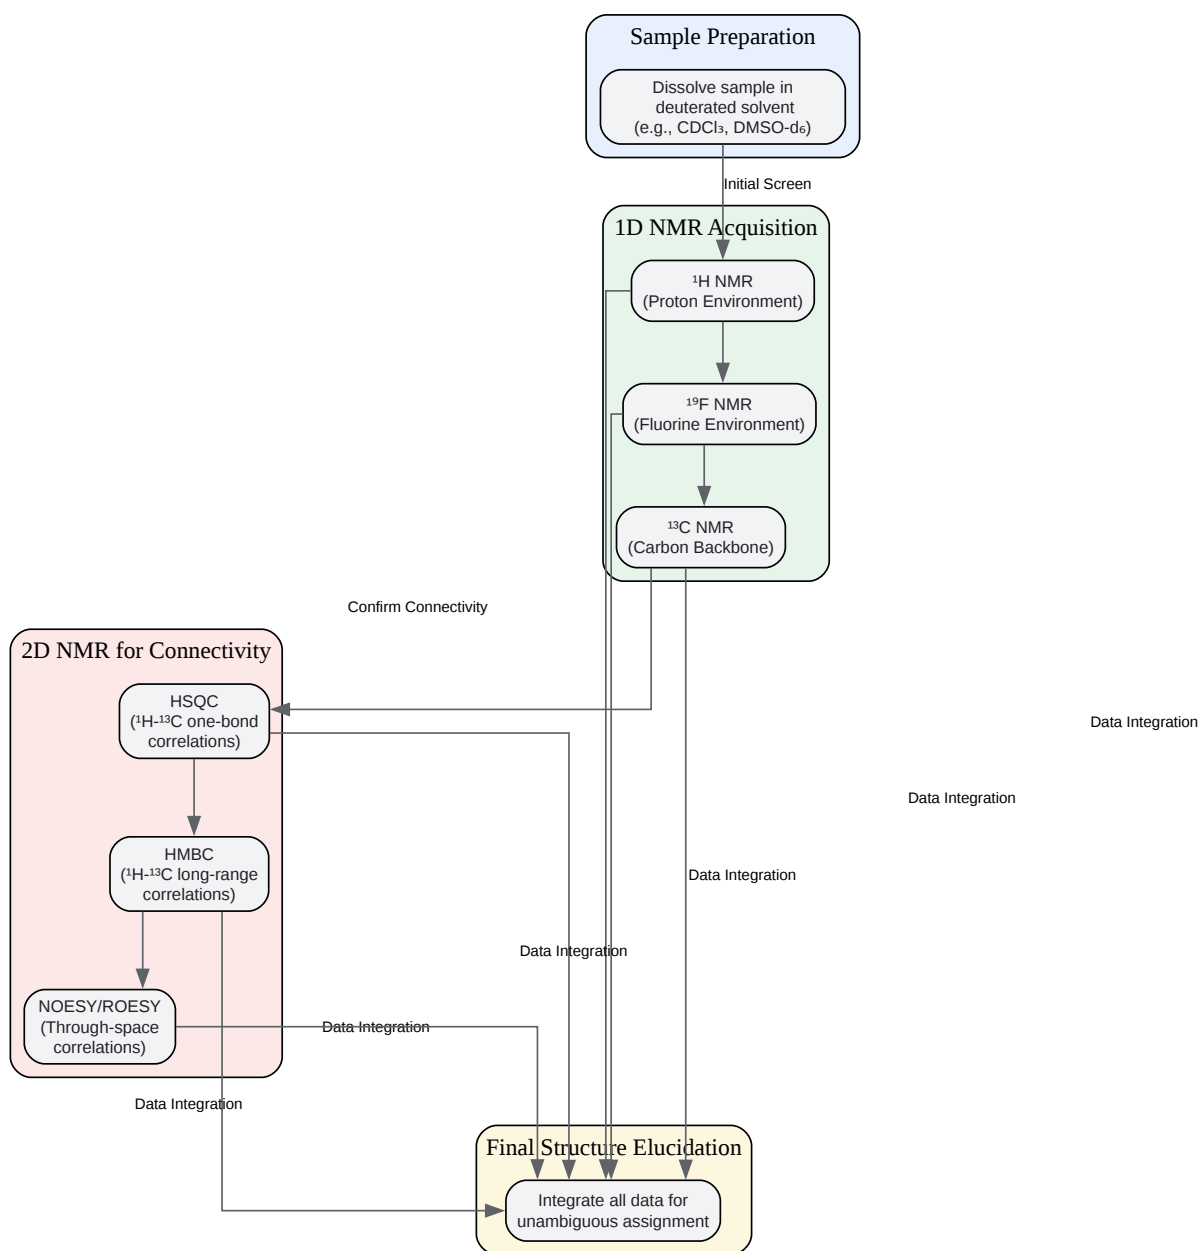 Sample Preparation
Dissolve sample in
deuterated solvent
(e.g., CDCl₃, DMSO-d₆)
Initial Screen
1D NMR Acquisition
¹H NMR
(Proton Environment)
¹⁹F NMR
(Fluorine Environment)
¹³C NMR
(Carbon Backbone)
Confirm Connectivity
2D NMR for Connectivity
HSQC
(¹H-¹³C one-bond
correlations)
Data Integration
Data Integration
HMBC
(¹H-¹³C long-range
correlations)
Data Integration
Data Integration
NOESY/ROESY
(Through-space
correlations)
Data Integration
Data Integration
Final Structure Elucidation
Integrate all data for
unambiguous assignment